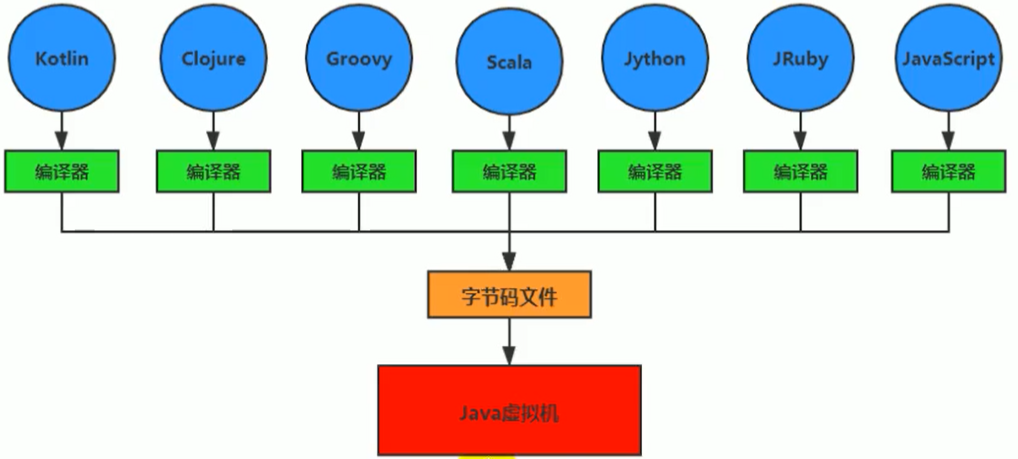 Kotlin
Clojure
Groovy
Scala
Jython
JRuby
JavaScript
编译器
编译器
编译器
编译器
编译器
编译器
编译器
字节码文件
Java虚拟机